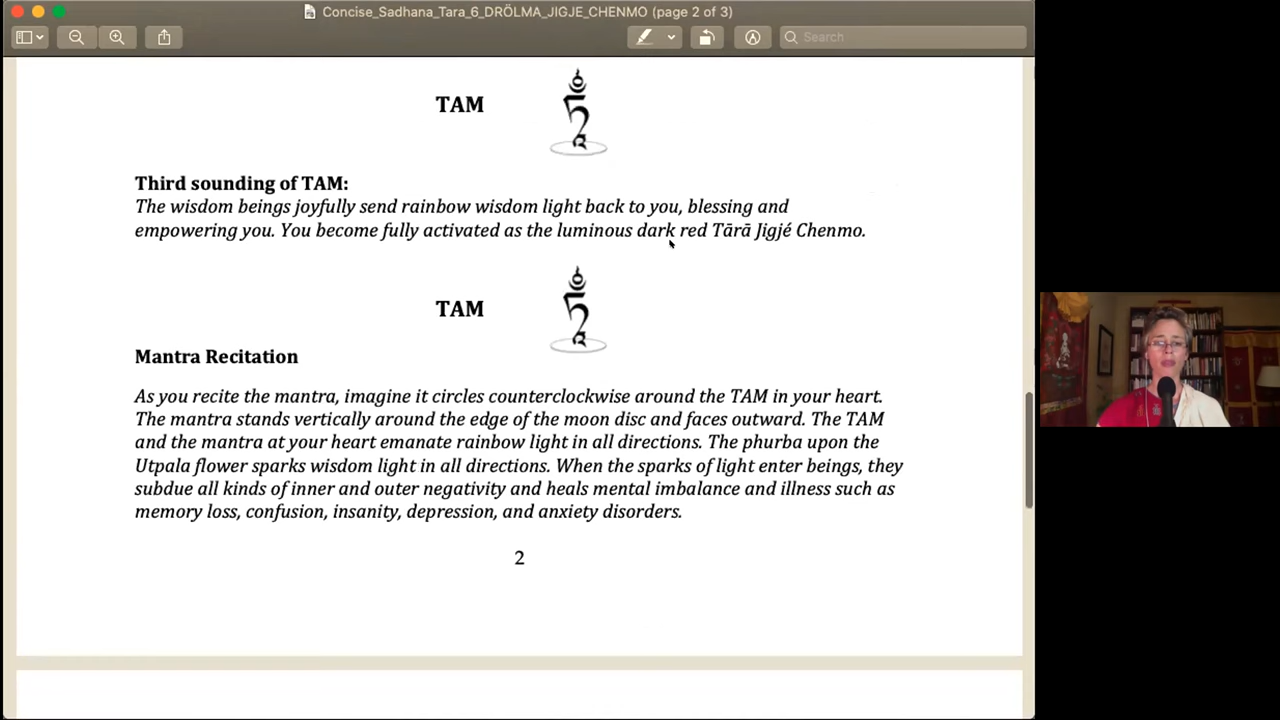 Concise_Sadhana_Tara_6_DRÖLMA_JIGJE_CHENMO (page 2 of 3)
Search
TAM
Third sounding of TAM:
The wisdom beings joyfully send rainbow wisdom light back to you, blessing and
empowering you. You become fully activated as the luminous dark red Tārā Jigjé Chenmo.
TAM
Mantra Recitation
As you recite the mantra, imagine it circles counterclockwise around the TAM in your heart.
The mantra stands vertically around the edge of the moon disc and faces outward. The TAM
and the mantra at your heart emanate rainbow light in all directions. The phurba upon the
Utpala flower sparks wisdom light in all directions. When the sparks of light enter beings, they
subdue all kinds of inner and outer negativity and heals mental imbalance and illness such as
memory loss, confusion, insanity, depression, and anxiety disorders.
2